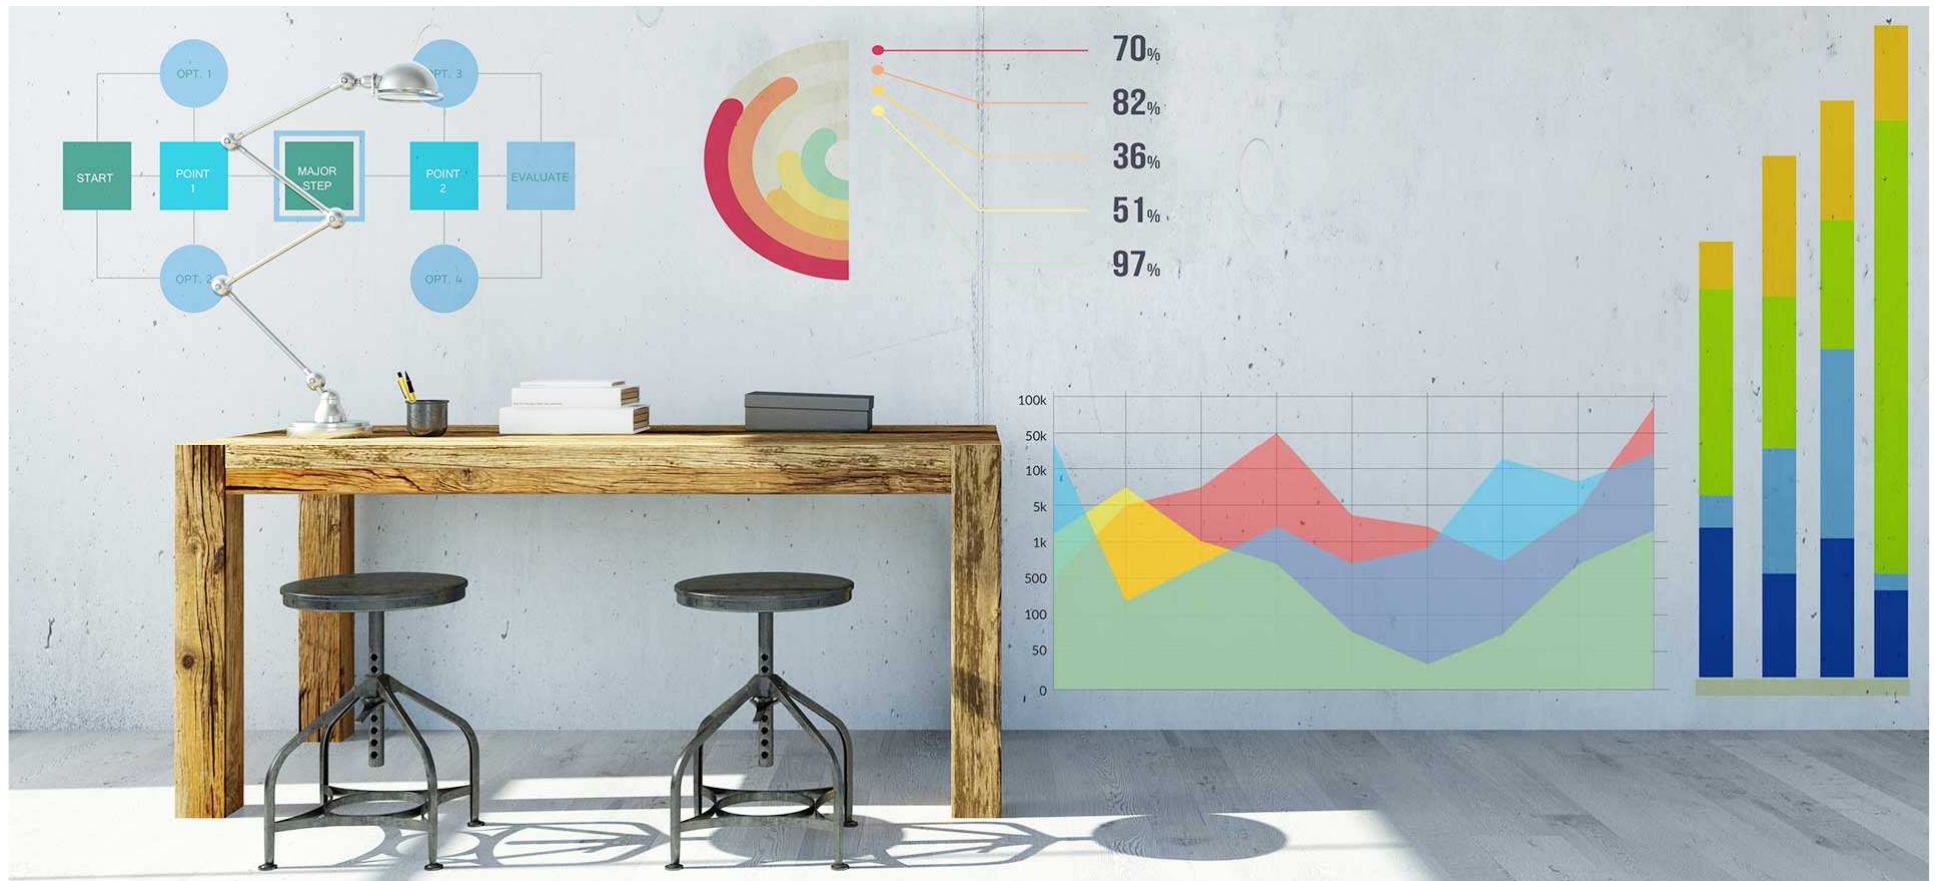 OPT. 1
OPT. 3
START
POINT
1
MAJOR
STEP
POINT
2
EVALUATE
OPT. 2
OPT. 4
70%
82%
36%
51%
97%
100k
50k
10k
5k
1k
500
100
50
0